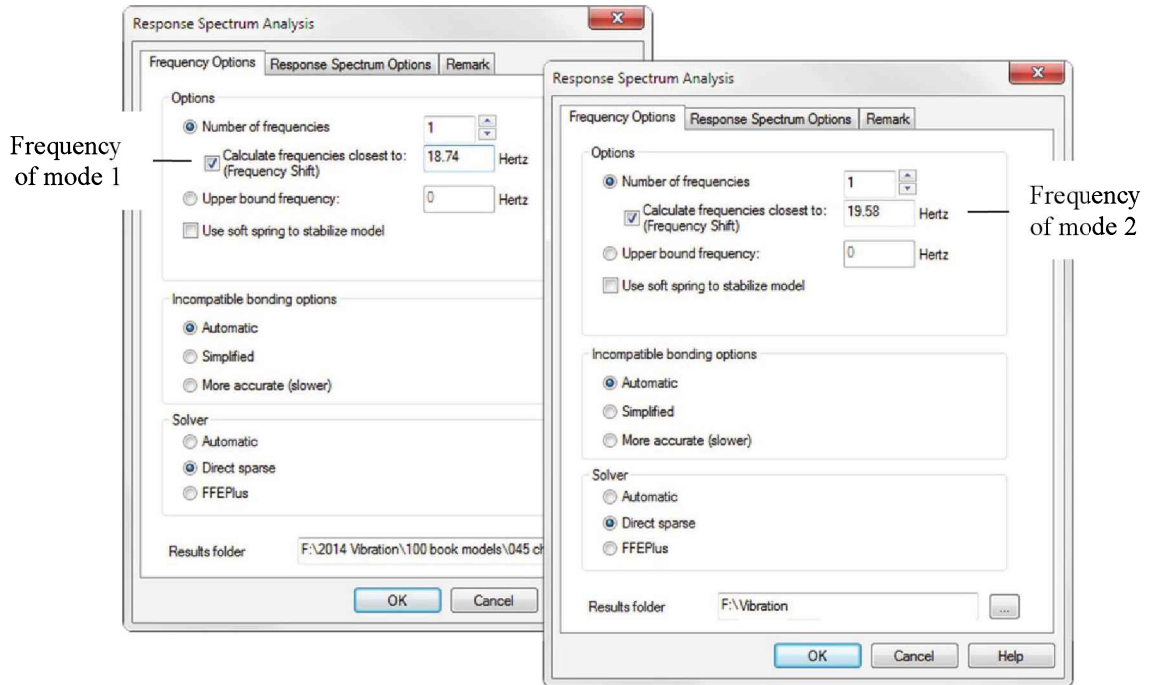 Response Spectrum Analysis
Frequency Options Response Spectrum Options Remark
Options
Number of frequencies 1
Calculate frequencies closest to: 18.74 Hertz
(Frequency Shift)
Upper bound frequency: 0 Hertz
Use soft spring to stabilize model
Incompatible bonding options
Automatic
Simplified
More accurate (slower)
Solver
Automatic
Direct sparse
FFEPlus
Results folder F:\2014 Vibration\100 book models\045 ch
OK Cancel
Frequency
of mode 1
Response Spectrum Analysis
Frequency Options Response Spectrum Options Remark
Options
Number of frequencies 1
Calculate frequencies closest to: 19.58 Hertz
(Frequency Shift)
Upper bound frequency: 0 Hertz
Use soft spring to stabilize model
Incompatible bonding options
Automatic
Simplified
More accurate (slower)
Solver
Automatic
Direct sparse
FFEPlus
Results folder F:\Vibration ...
OK Cancel Help
Frequency
of mode 2